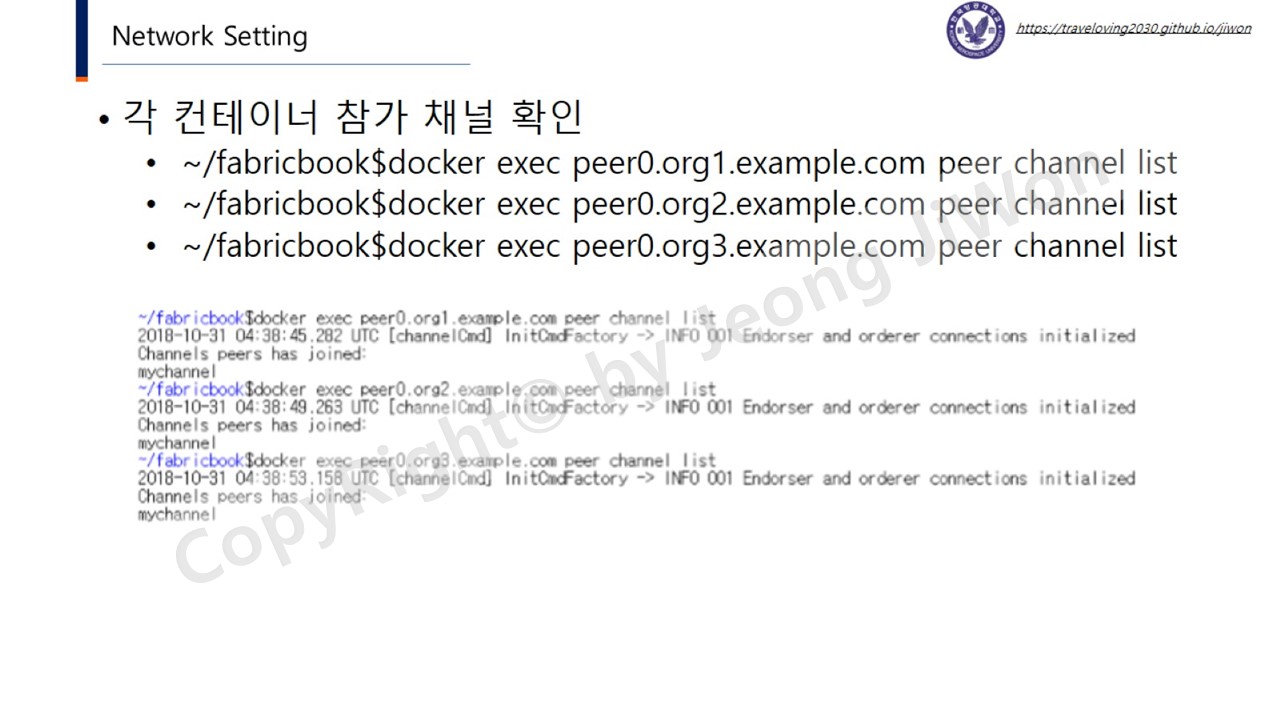 Network Setting
https://traveloving2030.github.io/jiwon
• 각 컨테이너 참가 채널 확인
• ~/fabricbook$docker exec peer0.org1.example.com peer channel list
• ~/fabricbook$docker exec peer0.org2.example.com peer channel list
• ~/fabricbook$docker exec peer0.org3.example.com peer channel list
~/fabricbook$docker exec peer0.org1.example.com peer channel list
2018-10-31 04:38:45.282 UTC [channelCmd] InitCmdFactory -> INFO 001 Endorser and orderer connections initialized
Channels peers has joined:
mychannel
~/fabricbook$docker exec peer0.org2.example.com peer channel list
2018-10-31 04:38:49.263 UTC [channelCmd] InitCmdFactory -> INFO 001 Endorser and orderer connections initialized
Channels peers has joined:
mychannel
~/fabricbook$docker exec peer0.org3.example.com peer channel list
2018-10-31 04:38:53.158 UTC [channelCmd] InitCmdFactory -> INFO 001 Endorser and orderer connections initialized
Channels peers has joined:
mychannel
CopyRight© by Jeong JiWon